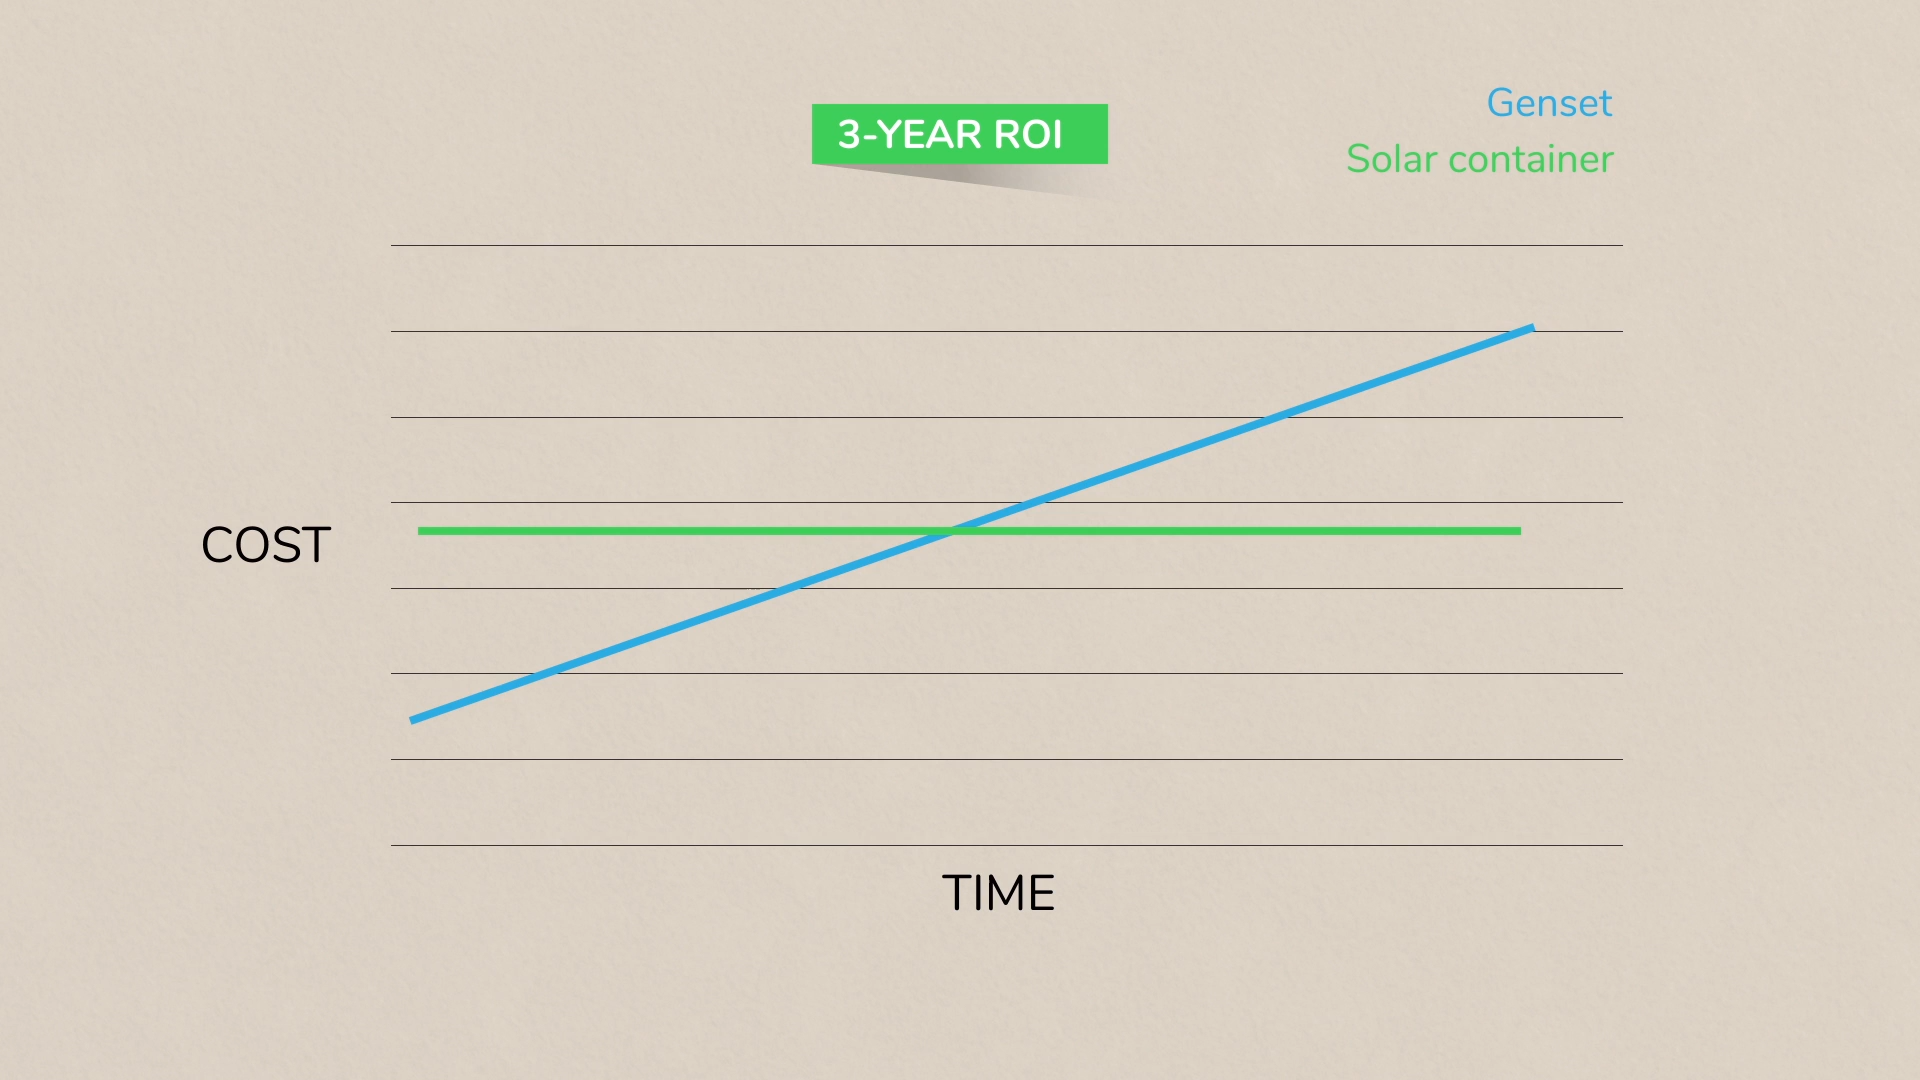 3-YEAR ROI
Genset
Solar container
COST
TIME